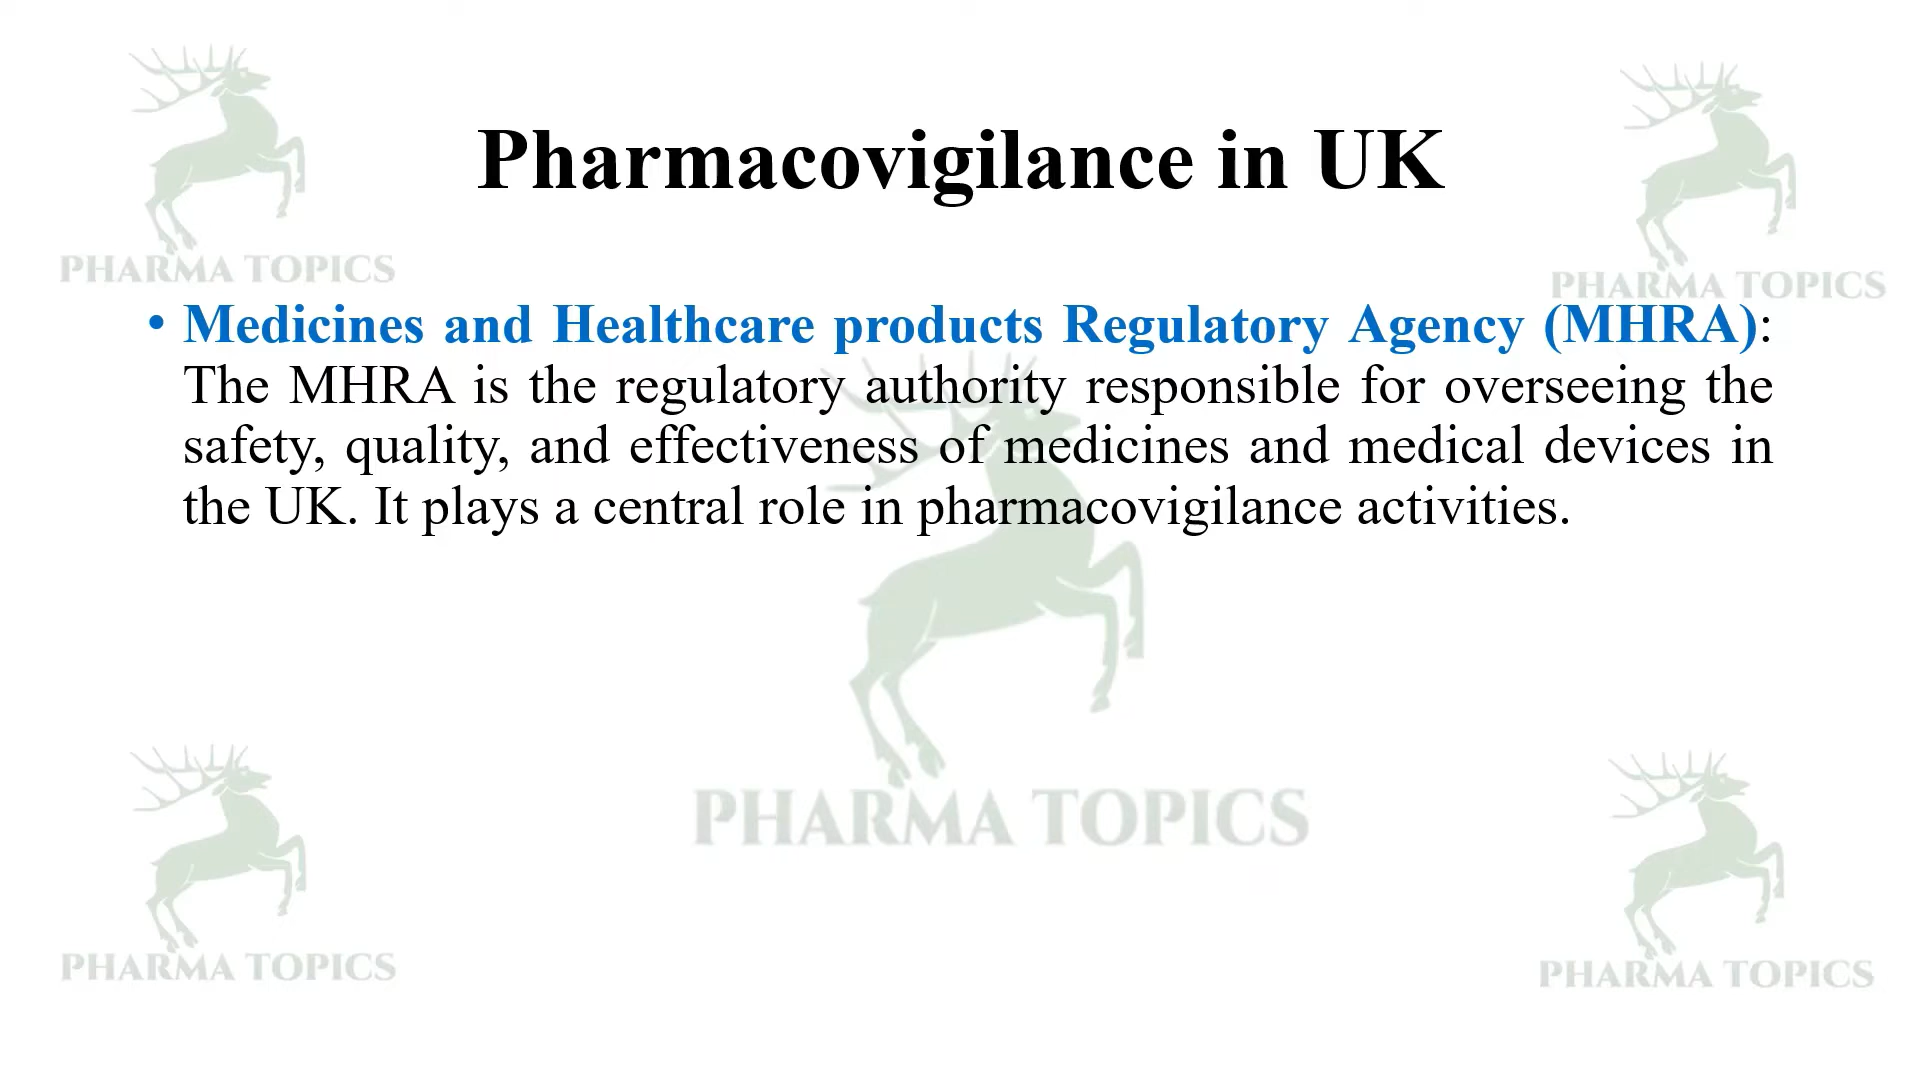 Pharmacovigilance in UK
PHARMA TOPICS
PHARMA TOPICS
• Medicines and Healthcare products Regulatory Agency (MHRA):
The MHRA is the regulatory authority responsible for overseeing the
safety, quality, and effectiveness of medicines and medical devices in
the UK. It plays a central role in pharmacovigilance activities.
PHARMA TOPICS
PHARMA TOPICS
PHARMA TOPICS